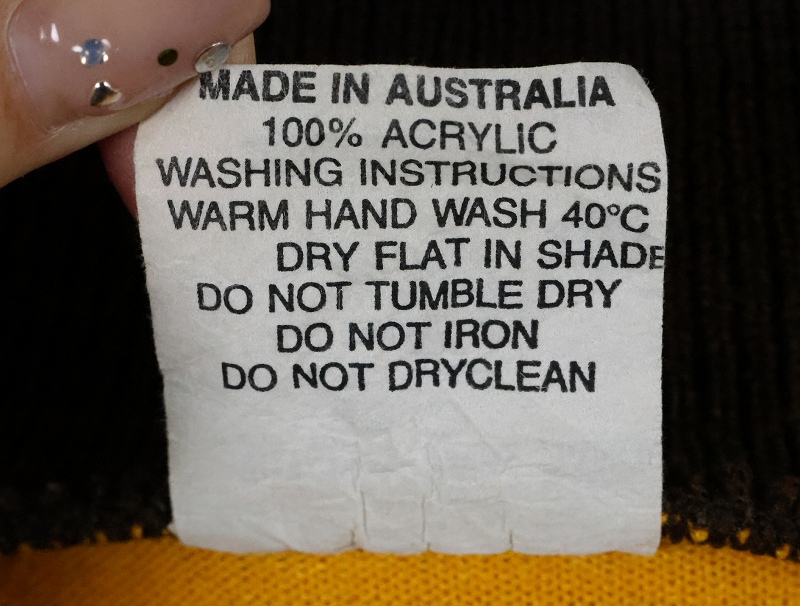 MADE IN AUSTRALIA
100% ACRYLIC
WASHING INSTRUCTIONS
WARM HAND WASH 40°C
DRY FLAT IN SHADE
DO NOT TUMBLE DRY
DO NOT IRON
DO NOT DRYCLEAN